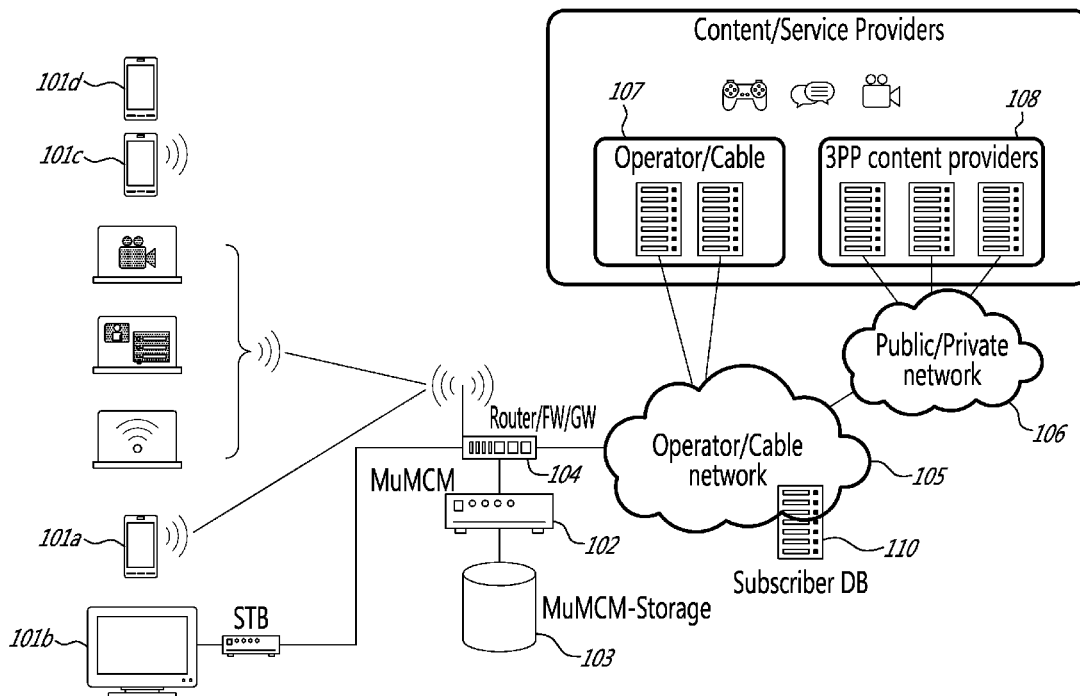 Content/Service Providers
101d
101c
107
108
Operator/Cable
3PP content providers
Public/Private
network
106
Router/FW/GW
104
Operator/Cable
network
105
MuMCM
102
101a
110
Subscriber DB
STB
MuMCM-Storage
101b
103